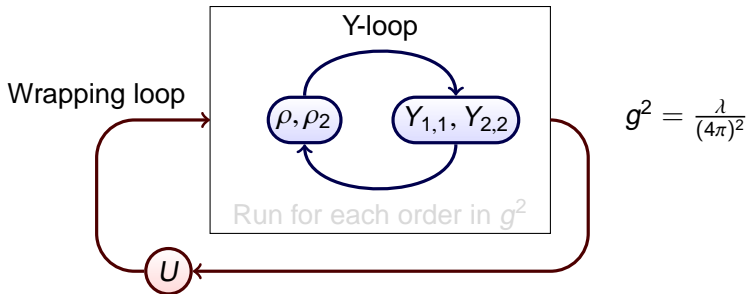 Y-loop
Wrapping loop
ρ, ρ₂
Y₁,₁, Y₂,₂
g² = λ/(4π)²
Run for each order in g²
U